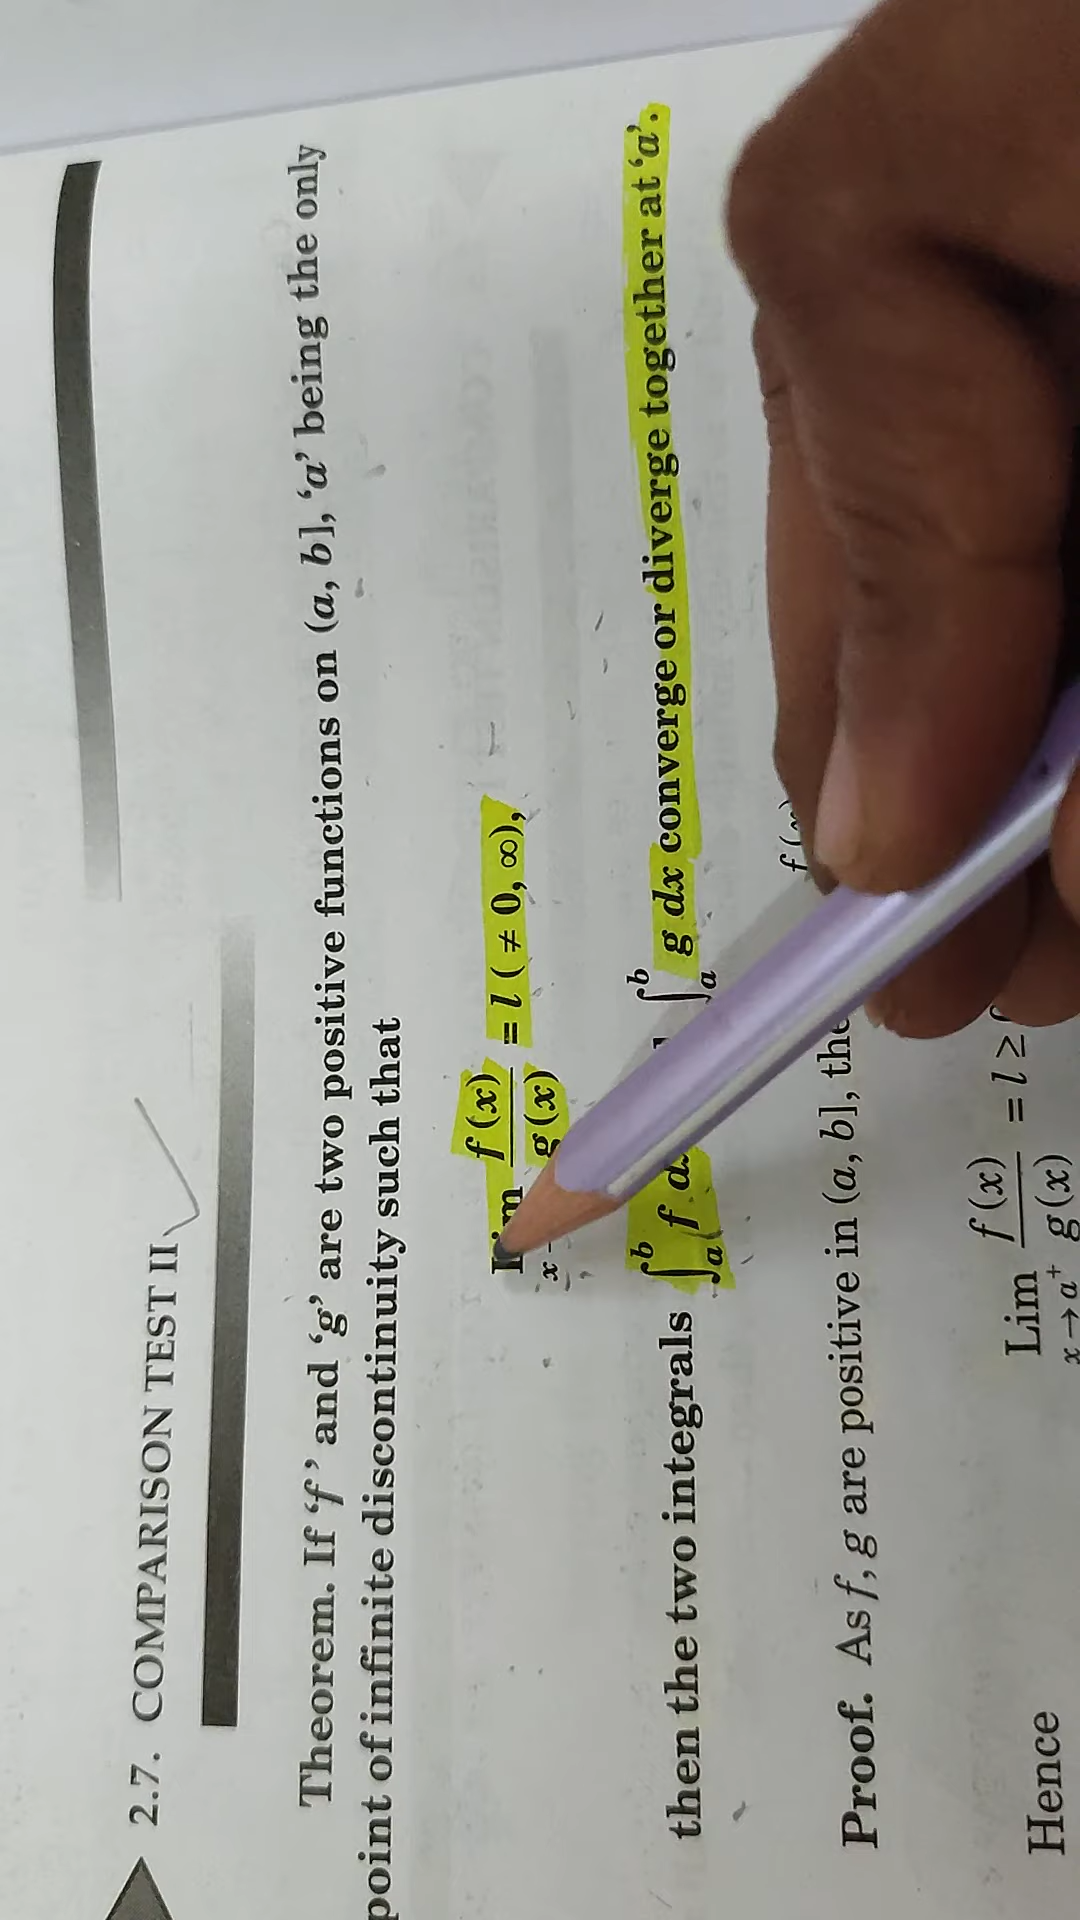 2.7. COMPARISON TEST II
Theorem. If ‘f’ and ‘g’ are two positive functions on (a, b], ‘a’ being the only
point of infinite discontinuity such that
f (x) / g (x) = l ( ≠ 0, ∞),
then the two integrals ∫ₐᵇ f ∫ₐᵇ g dx converge or diverge together at ‘a’.
Proof. As f, g are positive in (a, b],
Hence Lim x → a⁺ f (x) / g (x) = l ≥